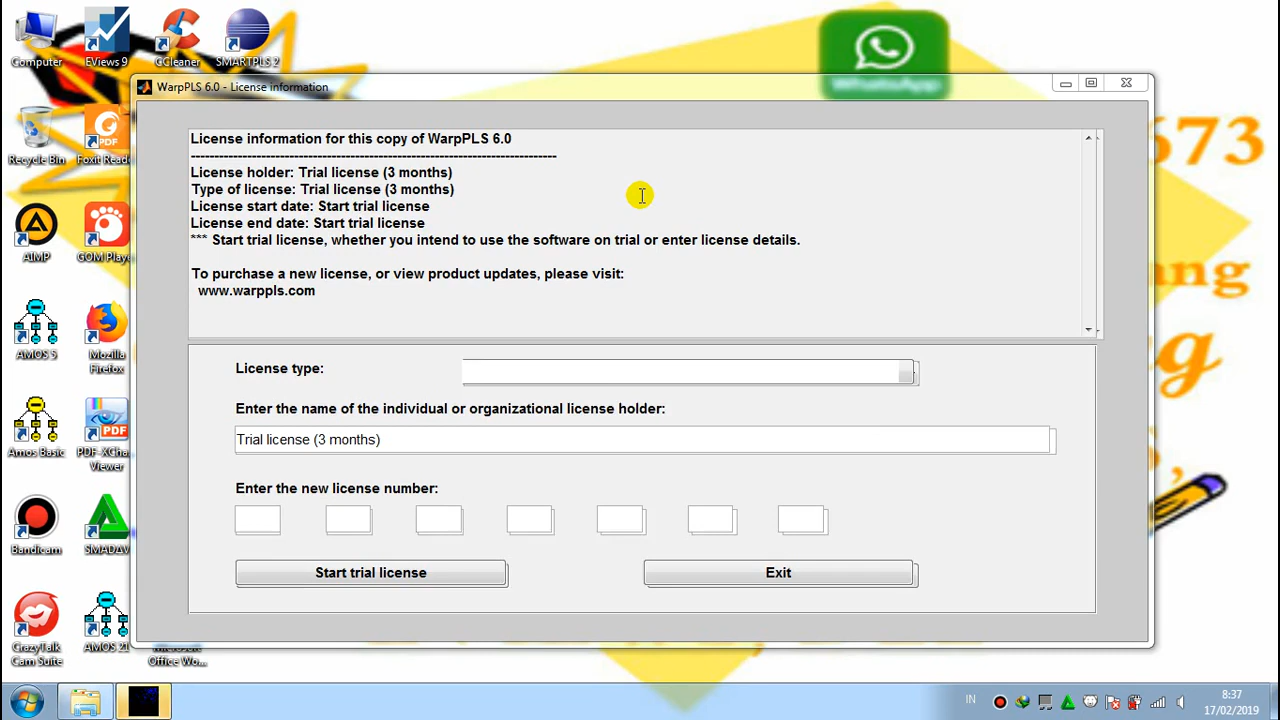 Computer
EViews 9
CCleaner
SMARTPLS 2
WarpPLS 6.0 - License information
License information for this copy of WarpPLS 6.0
-------------------------------------------------------------------------------
License holder: Trial license (3 months)
Type of license: Trial license (3 months)
License start date: Start trial license
License end date: Start trial license
*** Start trial license, whether you intend to use the software on trial or enter license details.
To purchase a new license, or view product updates, please visit:
www.warppls.com
Recycle Bin
Foxit Read
AIMP
GOM Playe
AMOS 5
Mozilla
Firefox
Amos Basic
PDF-XCha
Viewer
Bandicam
SMADAV
CrazyTalk
Cam Suite
AMOS 21
Microsoft
Office Wo...
License type:
Enter the name of the individual or organizational license holder:
Trial license (3 months)
Enter the new license number:
Start trial license
Exit
673
ang
IN
8:37
17/02/2019